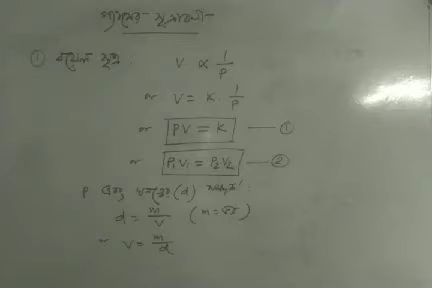 গ্যাসের সূত্রাবলী
① বয়েল সূত্র : V ∝ 1/P
or V = K · 1/P
or PV = K —— ①
or P₁V₁ = P₂V₂ —— ②
P এবং ঘনত্বের (d) সম্পর্ক :
d = m/V (m = ভর)
or V = m/d